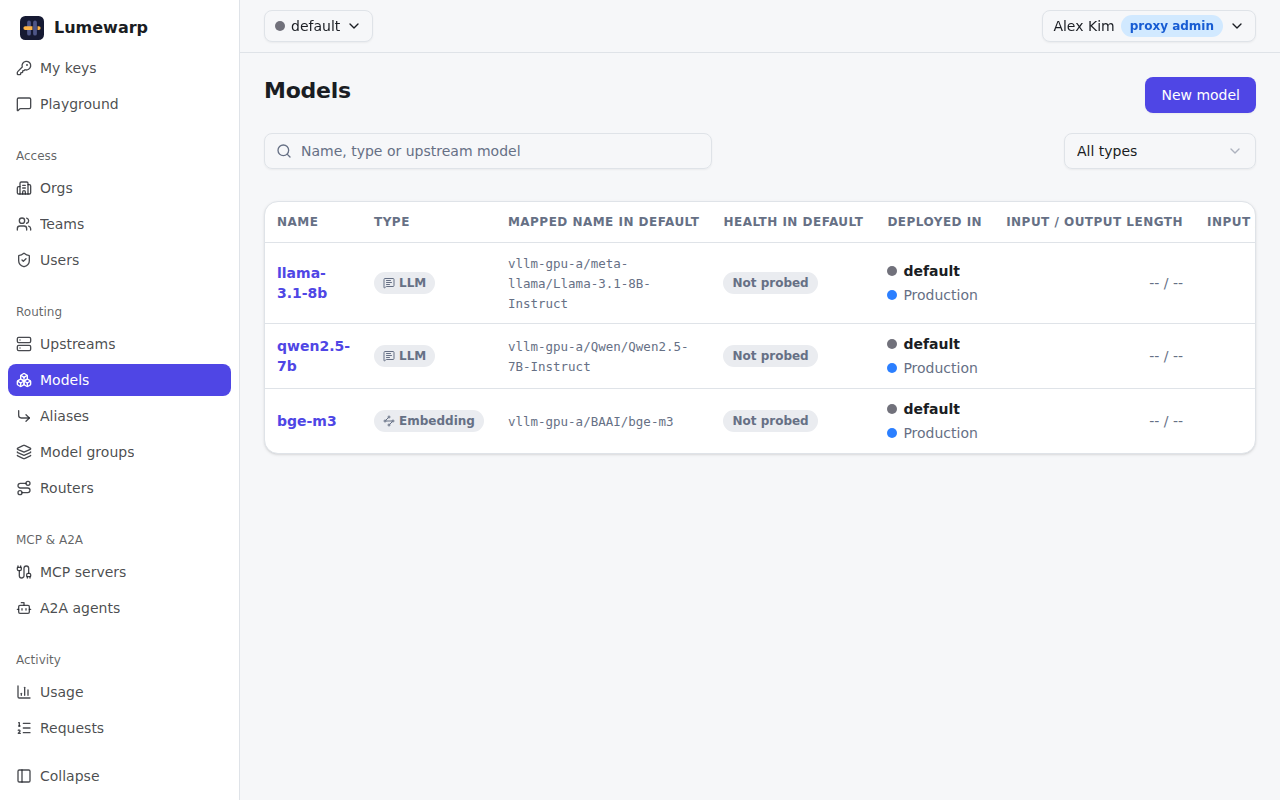 Lumewarp
default
Alex Kim proxy admin
My keys
Playground
Access
Orgs
Teams
Users
Routing
Upstreams
Models
Aliases
Model groups
Routers
MCP & A2A
MCP servers
A2A agents
Activity
Usage
Requests
Collapse
Models
New model
Name, type or upstream model
All types
NAME TYPE MAPPED NAME IN DEFAULT HEALTH IN DEFAULT DEPLOYED IN INPUT / OUTPUT LENGTH INPUT
llama-
3.1-8b
LLM
vllm-gpu-a/meta-
llama/Llama-3.1-8B-
Instruct
Not probed
default
Production
-- / --
qwen2.5-
7b
LLM
vllm-gpu-a/Qwen/Qwen2.5-
7B-Instruct
Not probed
default
Production
-- / --
bge-m3
Embedding
vllm-gpu-a/BAAI/bge-m3
Not probed
default
Production
-- / --